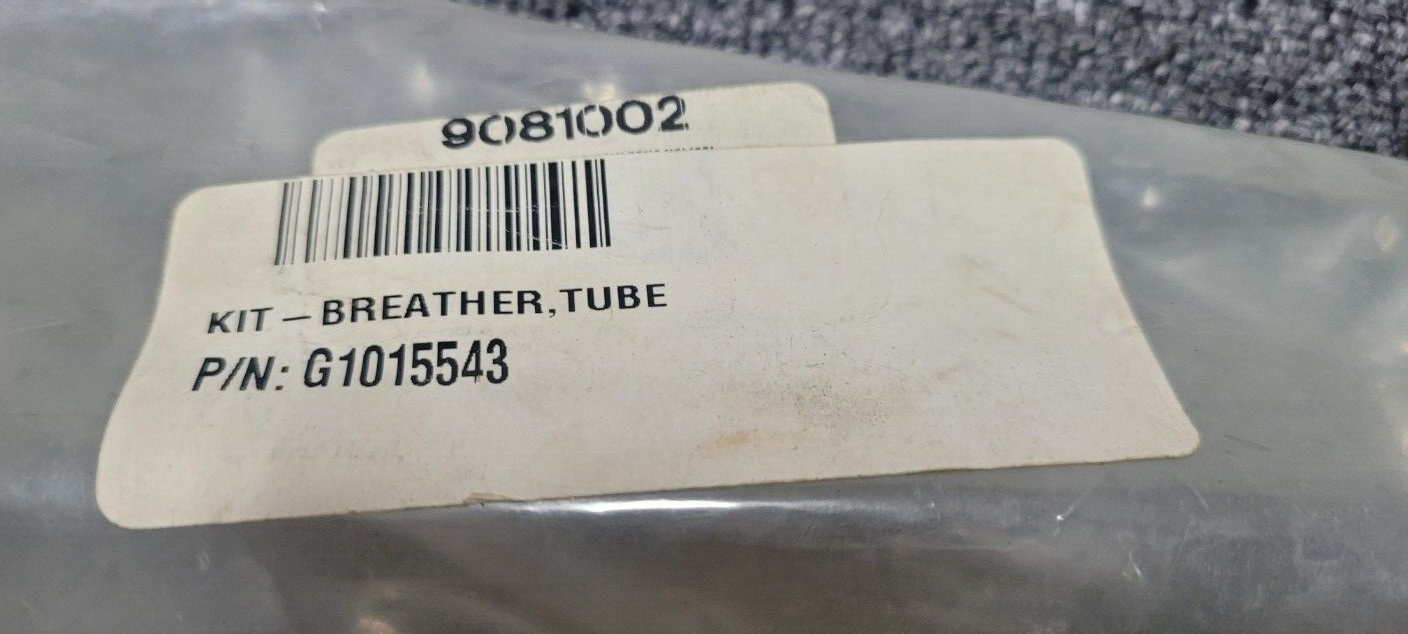 9081002
KIT – BREATHER,TUBE
P/N: G1015543